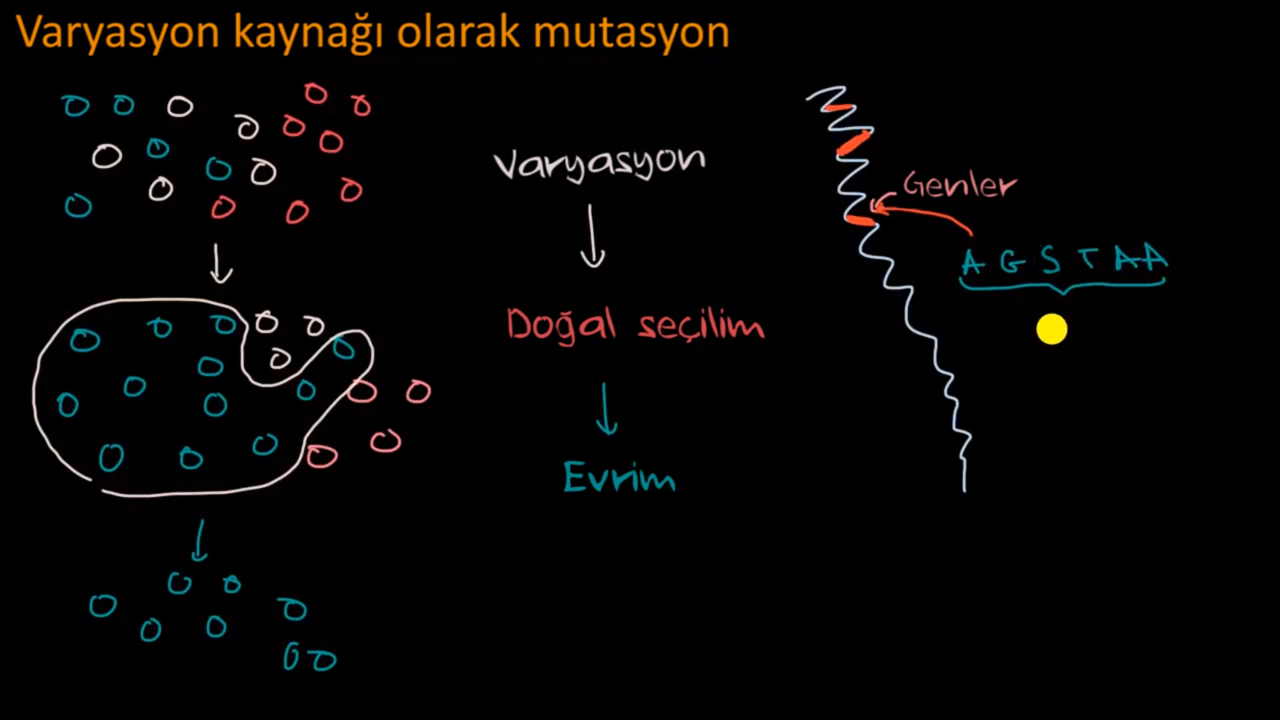 Varyasyon kaynağı olarak mutasyon
Varyasyon
Doğal seçilim
Evrim
Genler
A G S T A A